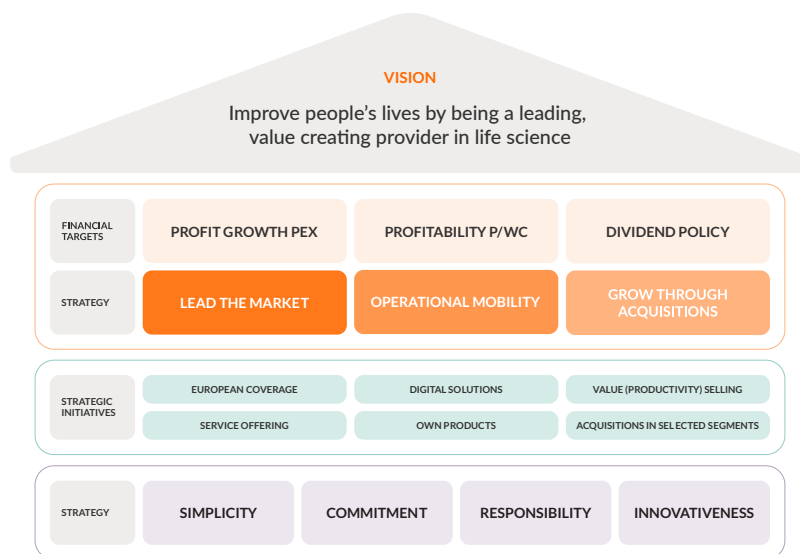 VISION
Improve people’s lives by being a leading,
value creating provider in life science
FINANCIAL
TARGETS
PROFIT GROWTH PEX
PROFITABILITY P/WC
DIVIDEND POLICY
STRATEGY
LEAD THE MARKET
OPERATIONAL MOBILITY
GROW THROUGH
ACQUISITIONS
STRATEGIC
INITIATIVES
EUROPEAN COVERAGE
DIGITAL SOLUTIONS
VALUE (PRODUCTIVITY) SELLING
SERVICE OFFERING
OWN PRODUCTS
ACQUISITIONS IN SELECTED SEGMENTS
STRATEGY
SIMPLICITY
COMMITMENT
RESPONSIBILITY
INNOVATIVENESS